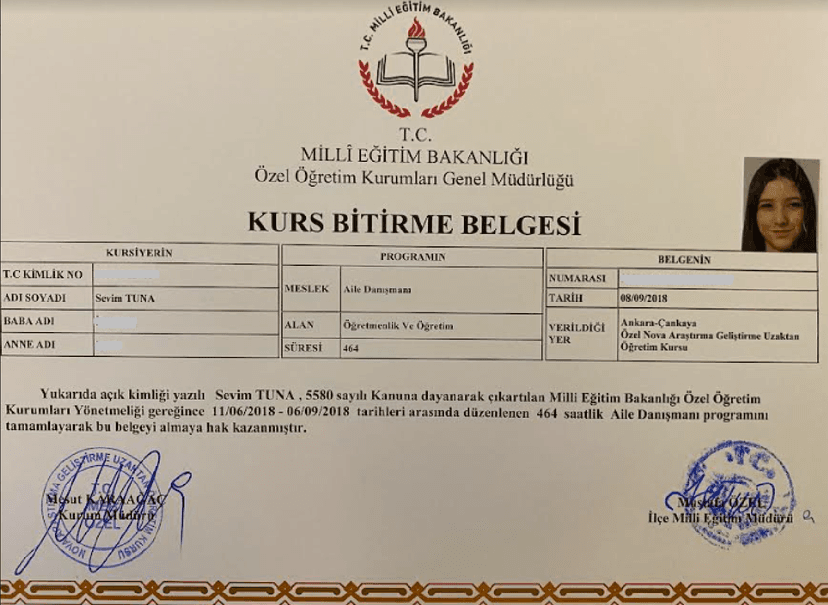 T.C. MİLLİ EĞİTİM BAKANLIĞI
T.C.
MİLLÎ EĞİTİM BAKANLIĞI
Özel Öğretim Kurumları Genel Müdürlüğü
KURS BİTİRME BELGESİ
KURSİYERİN
T.C KİMLİK NO
ADI SOYADI Sevim TUNA
BABA ADI
ANNE ADI
PROGRAMIN
MESLEK Aile Danışmanı
ALAN Öğretmenlik Ve Öğretim
SÜRESİ 464
BELGENİN
NUMARASI
TARİH 08/09/2018
VERİLDİĞİ YER
Ankara-Çankaya
Özel Nova Araştırma Geliştirme Uzaktan
Öğretim Kursu
Yukarıda açık kimliği yazılı Sevim TUNA , 5580 sayılı Kanuna dayanarak çıkartılan Milli Eğitim Bakanlığı Özel Öğretim
Kurumları Yönetmeliği gereğince 11/06/2018 - 06/09/2018 tarihleri arasında düzenlenen 464 saatlik Aile Danışmanı programını
tamamlayarak bu belgeyi almaya hak kazanmıştır.
Mesut KARAAĞAÇ
Kurum Müdürü
T.C.
ÖZEL
Mustafa ÖZEL
İlçe Milli Eğitim Müdürü
T.C.